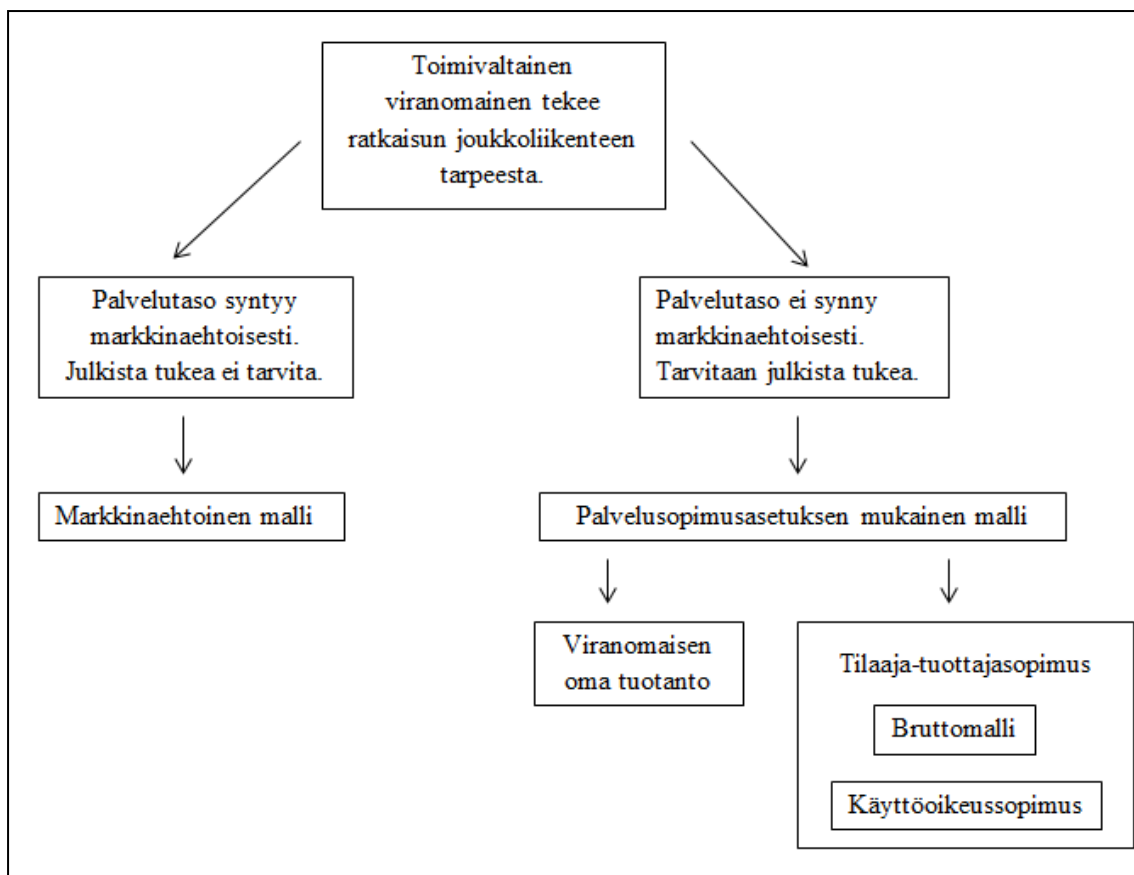 Toimivaltainen
viranomainen tekee
ratkaisun joukkoliikenteen
tarpeesta.
Palvelutaso syntyy
markkinaehtoisesti.
Julkista tukea ei tarvita.
Palvelutaso ei synny
markkinaehtoisesti.
Tarvitaan julkista tukea.
Markkinaehtoinen malli
Palvelusopimusasetuksen mukainen malli
Viranomaisen
oma tuotanto
Tilaaja-tuottajasopimus
Bruttomalli
Käyttöoikeussopimus